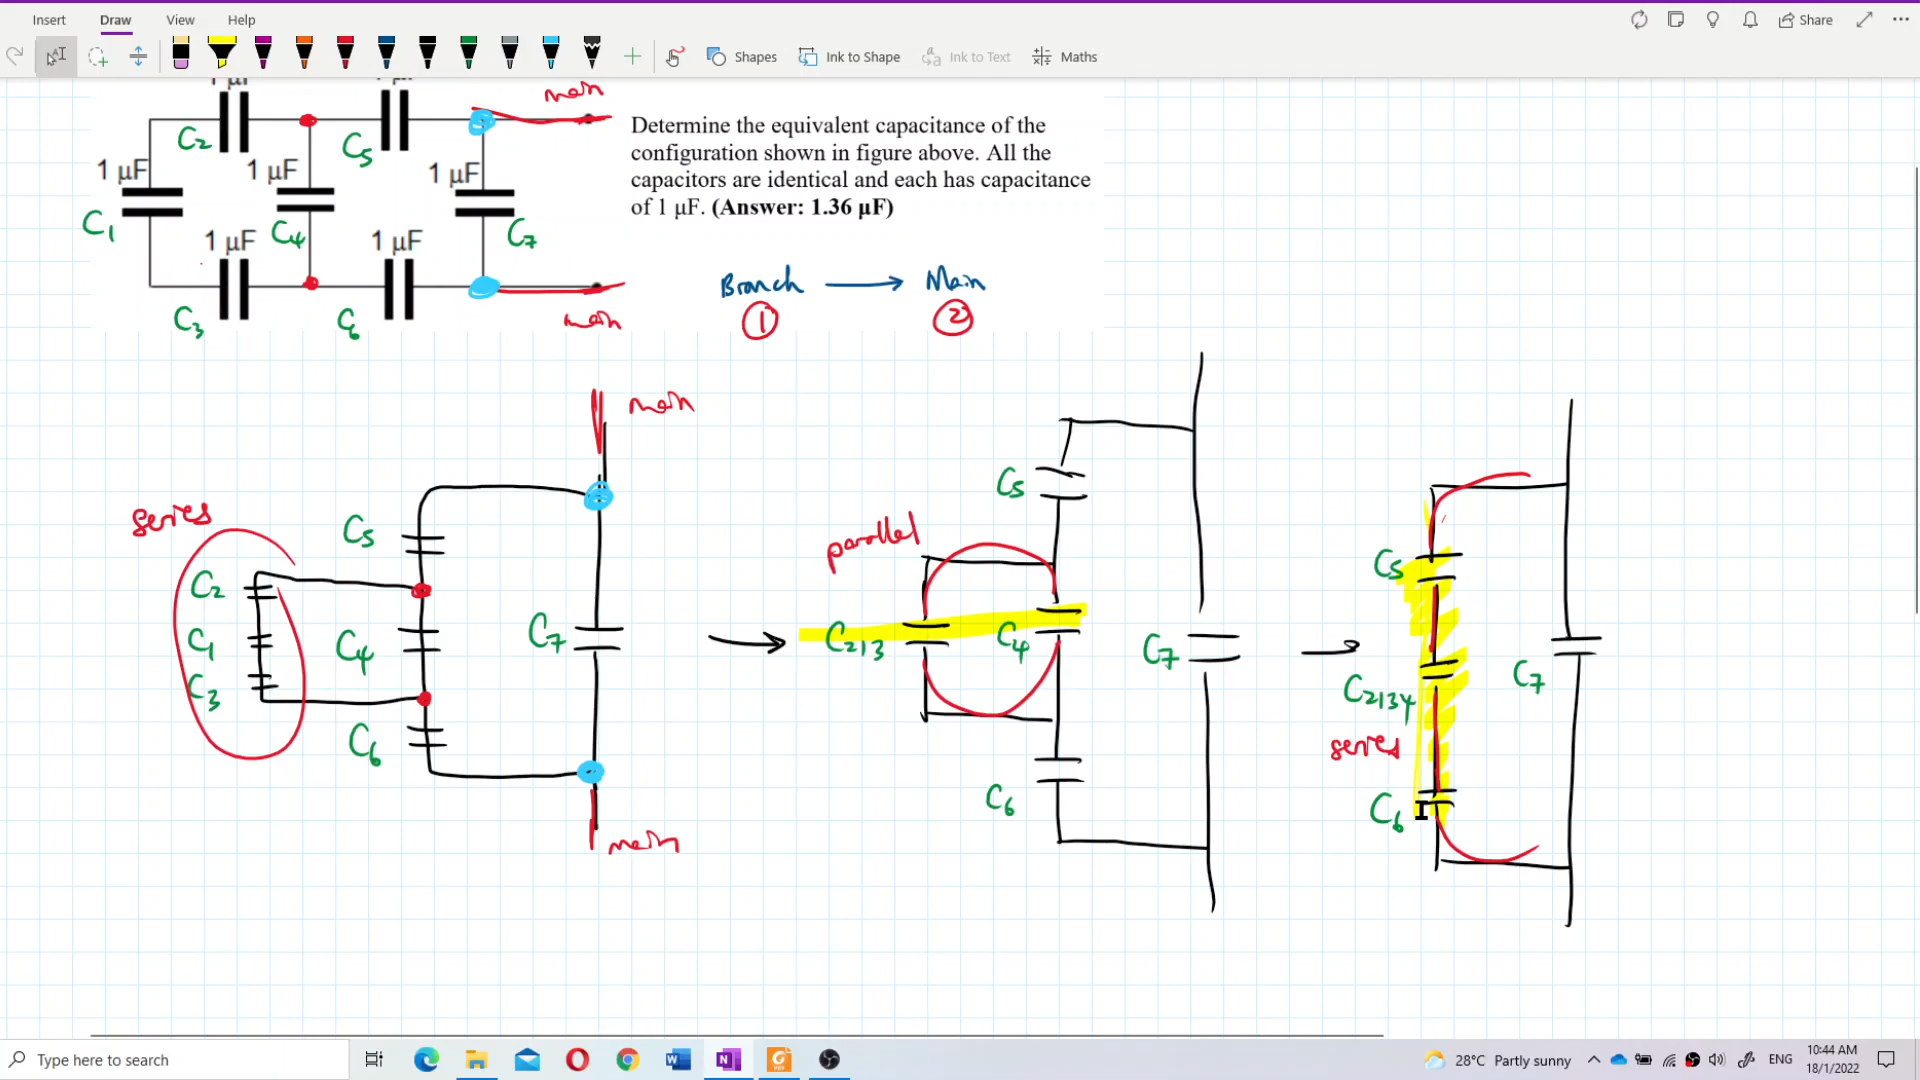 Insert Draw View Help
Share
Shapes Ink to Shape Ink to Text Maths
1 μF
main
C2
C5
1 μF 1 μF 1 μF
C1
C4
C7
1 μF 1 μF
C3
C6
main
Determine the equivalent capacitance of the
configuration shown in figure above. All the
capacitors are identical and each has capacitance
of 1 μF. (Answer: 1.36 μF)
Branch → Main
① ②
main
series
C5
C2
C1
C3
C4
C6
C7
main
→
parallel
C5
C213
C4
C6
C7
→
C5
C2134
series
C6
C7
Type here to search
28°C Partly sunny
ENG
10:44 AM
18/1/2022